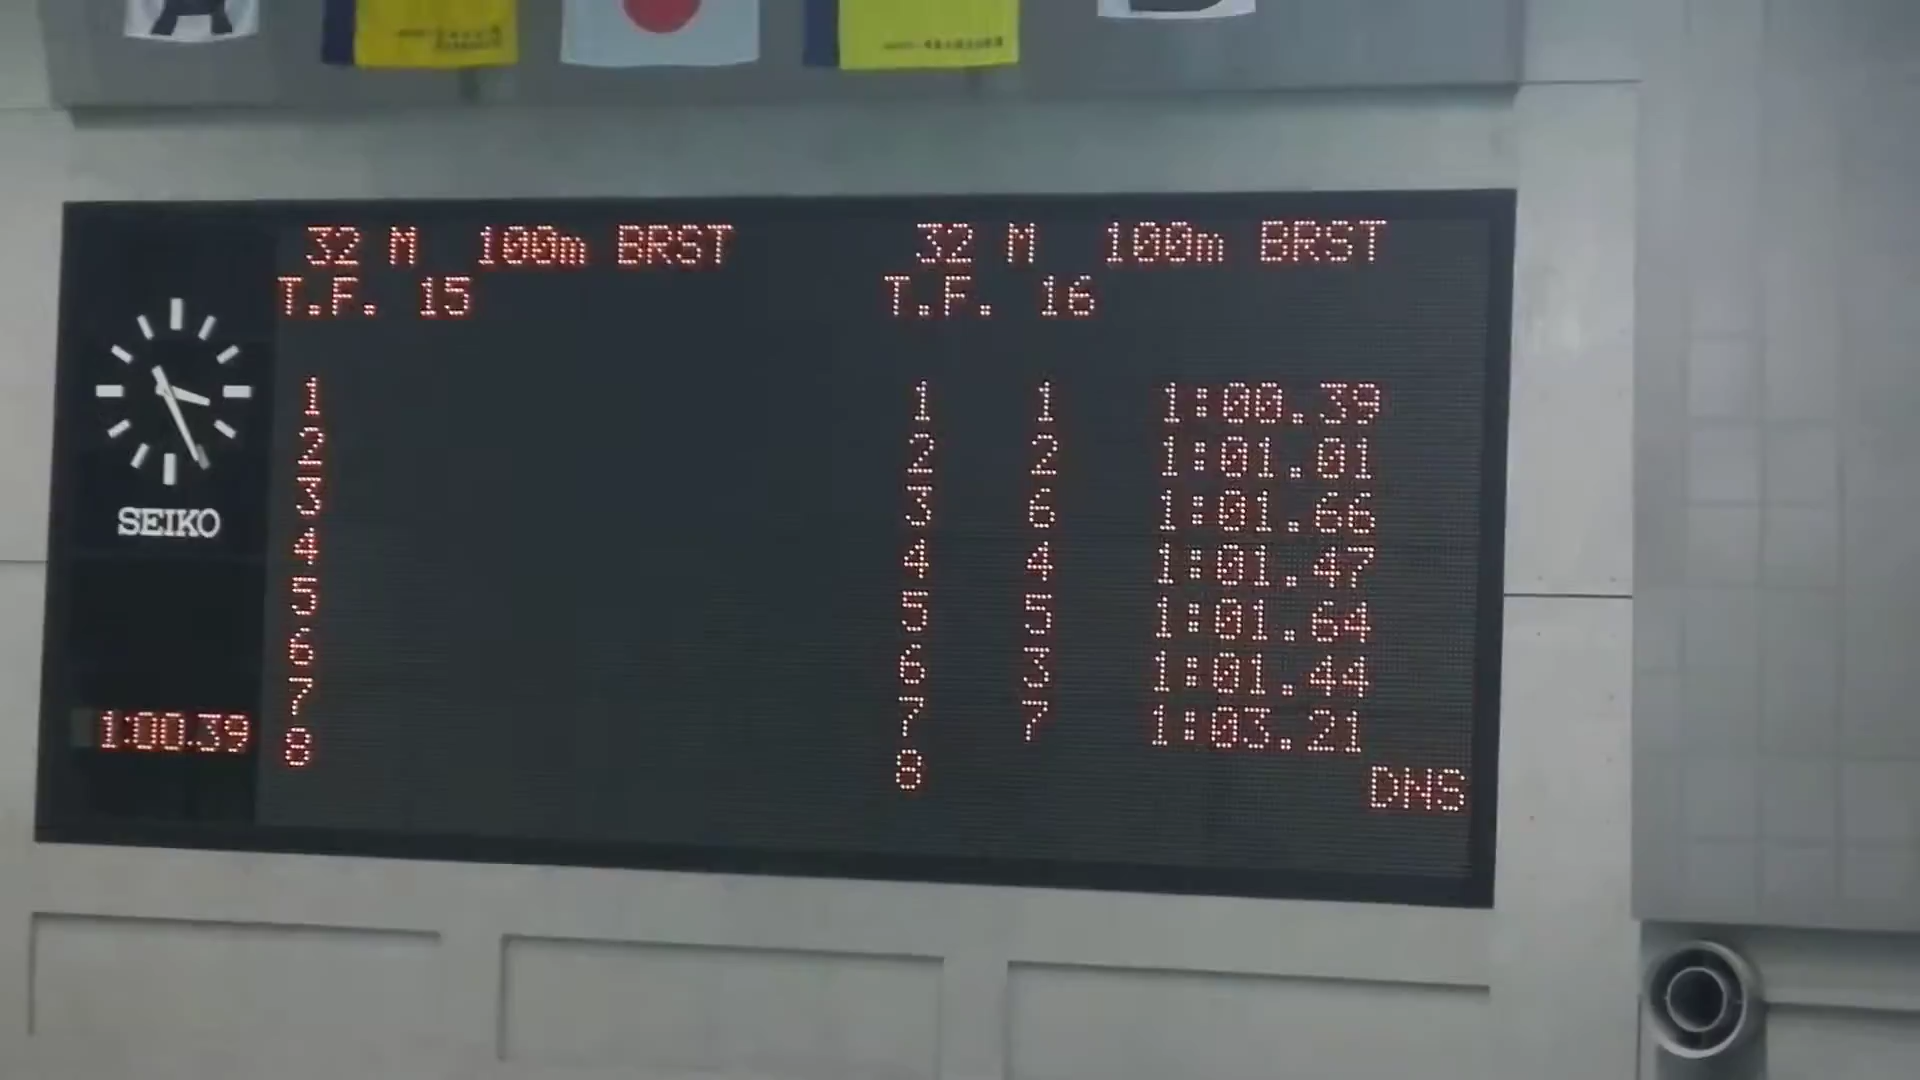 32 M 100m BRST
T.F. 15
1
2
3
4
5
6
7
8
32 M 100m BRST
T.F. 16
1 1 1:00.39
2 2 1:01.01
3 6 1:01.66
4 4 1:01.47
5 5 1:01.64
6 3 1:01.44
7 7 1:03.21
8 DNS
SEIKO
1:00.39